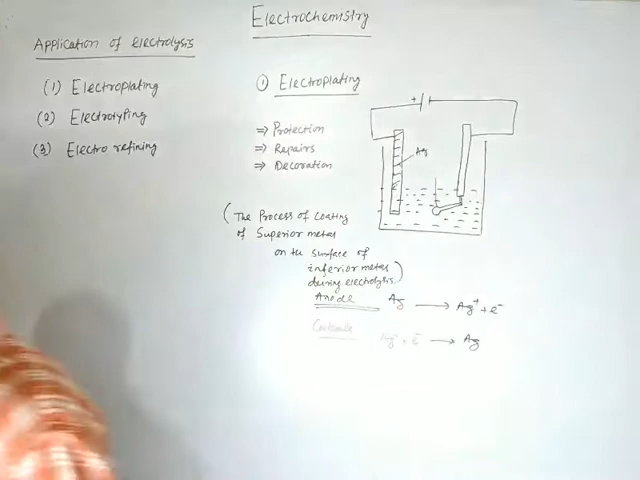 Electrochemistry
Application of electrolysis
(1) Electroplating
(2) Electrotyping
(3) Electro refining
① Electroplating
⇒ Protection
⇒ Repairs
⇒ Decoration
(The Process of Coating
of Superior metal
on the surface of
inferior metal)
during electrolysis.
+
Ag
Anode Ag ⟶ Ag⁺ + e⁻
Cathode Ag⁺ + e⁻ ⟶ Ag